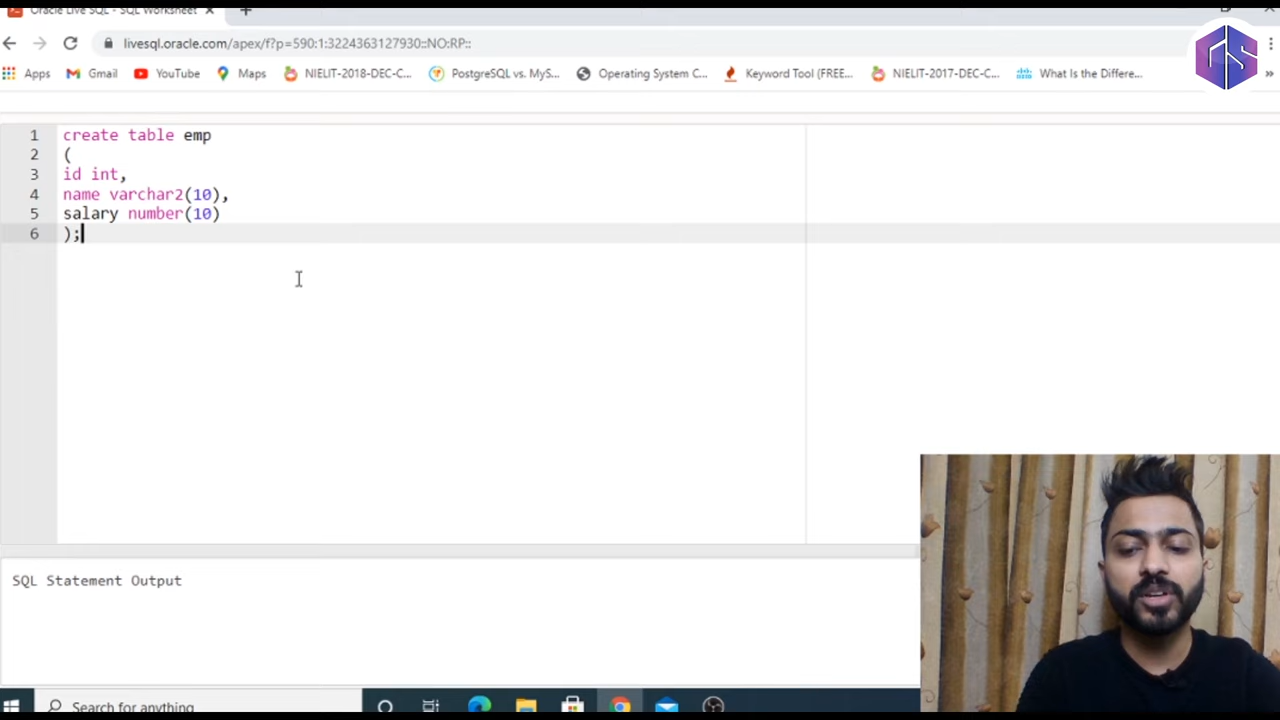 Oracle Live SQL - SQL Worksheet
livesql.oracle.com/apex/f?p=590:1:3224363127930::NO:RP::
Apps Gmail YouTube Maps NIELIT-2018-DEC-C... PostgreSQL vs. MyS... Operating System C... Keyword Tool (FREE... NIELIT-2017-DEC-C... What Is the Differe... »
1 create table emp
2 (
3 id int,
4 name varchar2(10),
5 salary number(10)
6 );
SQL Statement Output
Search for anything